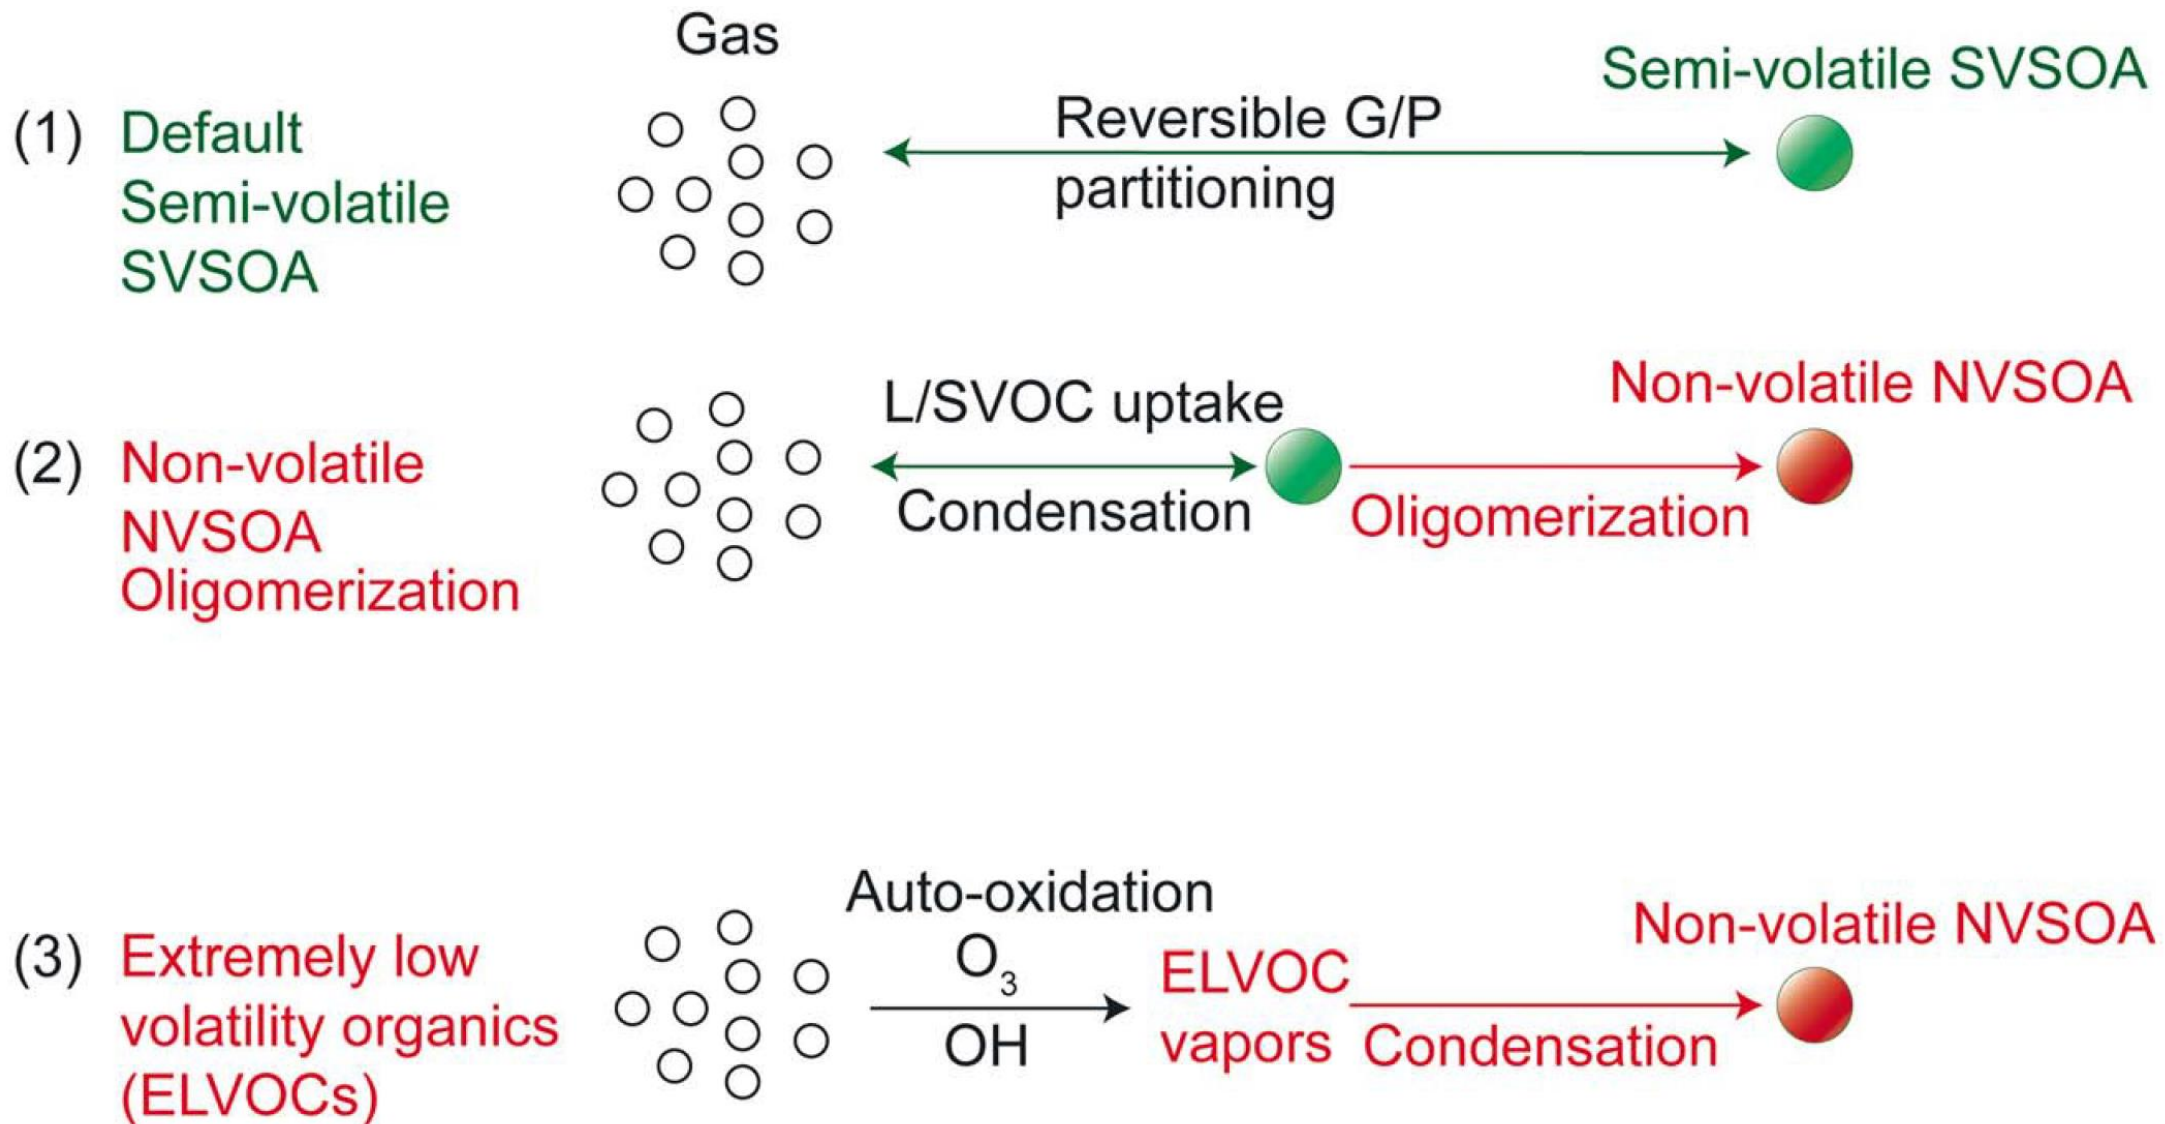 Gas
(1) Default
Semi-volatile
SVSOA
Reversible G/P
partitioning
Semi-volatile SVSOA
(2) Non-volatile
NVSOA
Oligomerization
L/SVOC uptake
Condensation
Oligomerization
Non-volatile NVSOA
(3) Extremely low
volatility organics
(ELVOCs)
Auto-oxidation
O₃
OH
ELVOC
vapors
Condensation
Non-volatile NVSOA